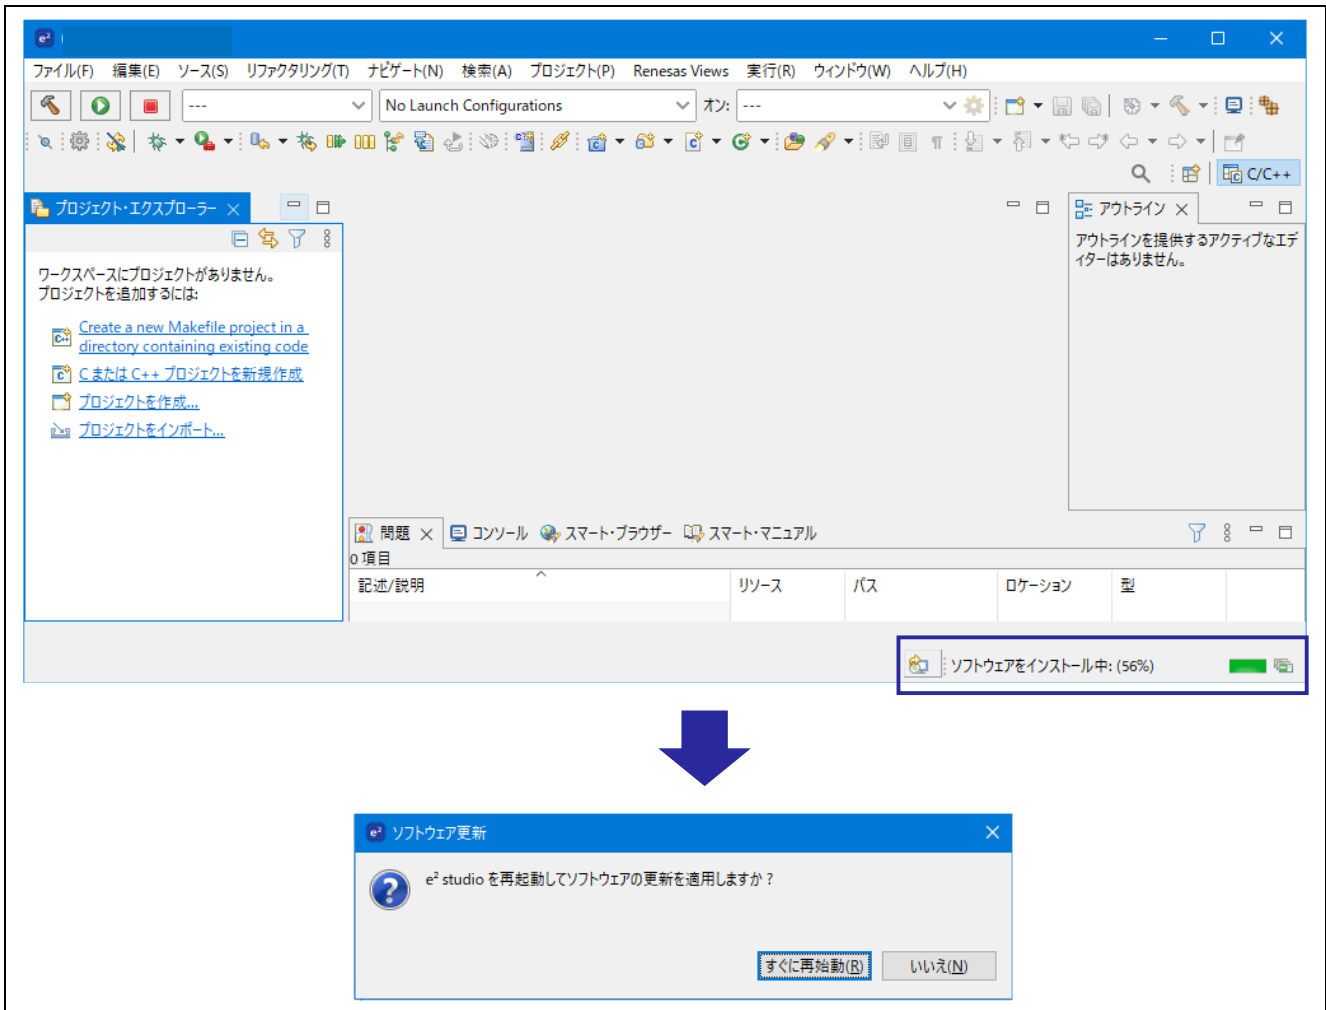 e²
ファイル(F) 編集(E) ソース(S) リファクタリング(T) ナビゲート(N) 検索(A) プロジェクト(P) Renesas Views 実行(R) ウィンドウ(W) ヘルプ(H)
--- No Launch Configurations オン: ---
C/C++
プロジェクト・エクスプローラー
ワークスペースにプロジェクトがありません。
プロジェクトを追加するには:
Create a new Makefile project in a
directory containing existing code
C または C++ プロジェクトを新規作成
プロジェクトを作成...
プロジェクトをインポート...
アウトライン
アウトラインを提供するアクティブなエデ
ィターはありません。
問題 コンソール スマート・ブラウザー スマート・マニュアル
0 項目
記述/説明 リソース パス ロケーション 型
ソフトウェアをインストール中: (56%)
e² ソフトウェア更新
e² studio を再起動してソフトウェアの更新を適用しますか？
すぐに再始動(R) いいえ(N)